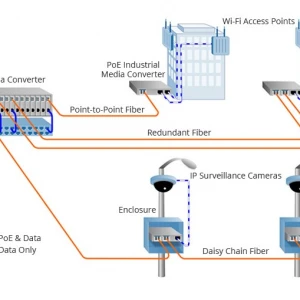 Wi-Fi Access Points
PoE Industrial
Media Converter
a Converter
Point-to-Point Fiber
Redundant Fiber
IP Surveillance Cameras
Enclosure
PoE & Data
Data Only
Daisy Chain Fiber